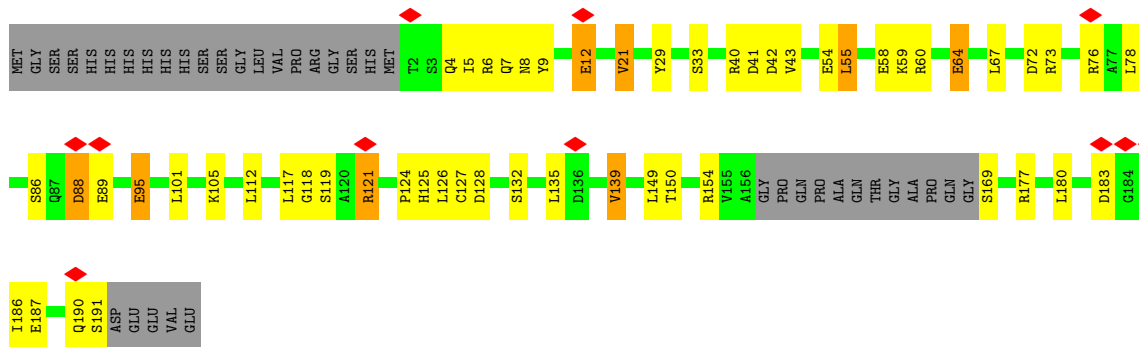 MET GLY SER SER HIS HIS HIS HIS HIS HIS SER SER GLY LEU VAL PRO ARG GLY SER HIS MET T2 S3 Q4 I5 R6 Q7 N8 Y9 E12 V21 Y29 S33 R40 D41 D42 V43 E54 L55 E58 K59 R60 E64 L67 D72 R73 R76 A77 L78
S86 Q87 D88 E89 E95 L101 K105 L112 L117 G118 S119 A120 R121 P124 H125 L126 C127 D128 S132 L135 D136 V139 L149 T150 R154 V155 A156 GLY PRO GLN PRO ALA GLN THR GLY ALA PRO GLN GLY S169 R177 L180 D183 G184
I186 E187 Q190 S191 ASP GLU GLU VAL GLU